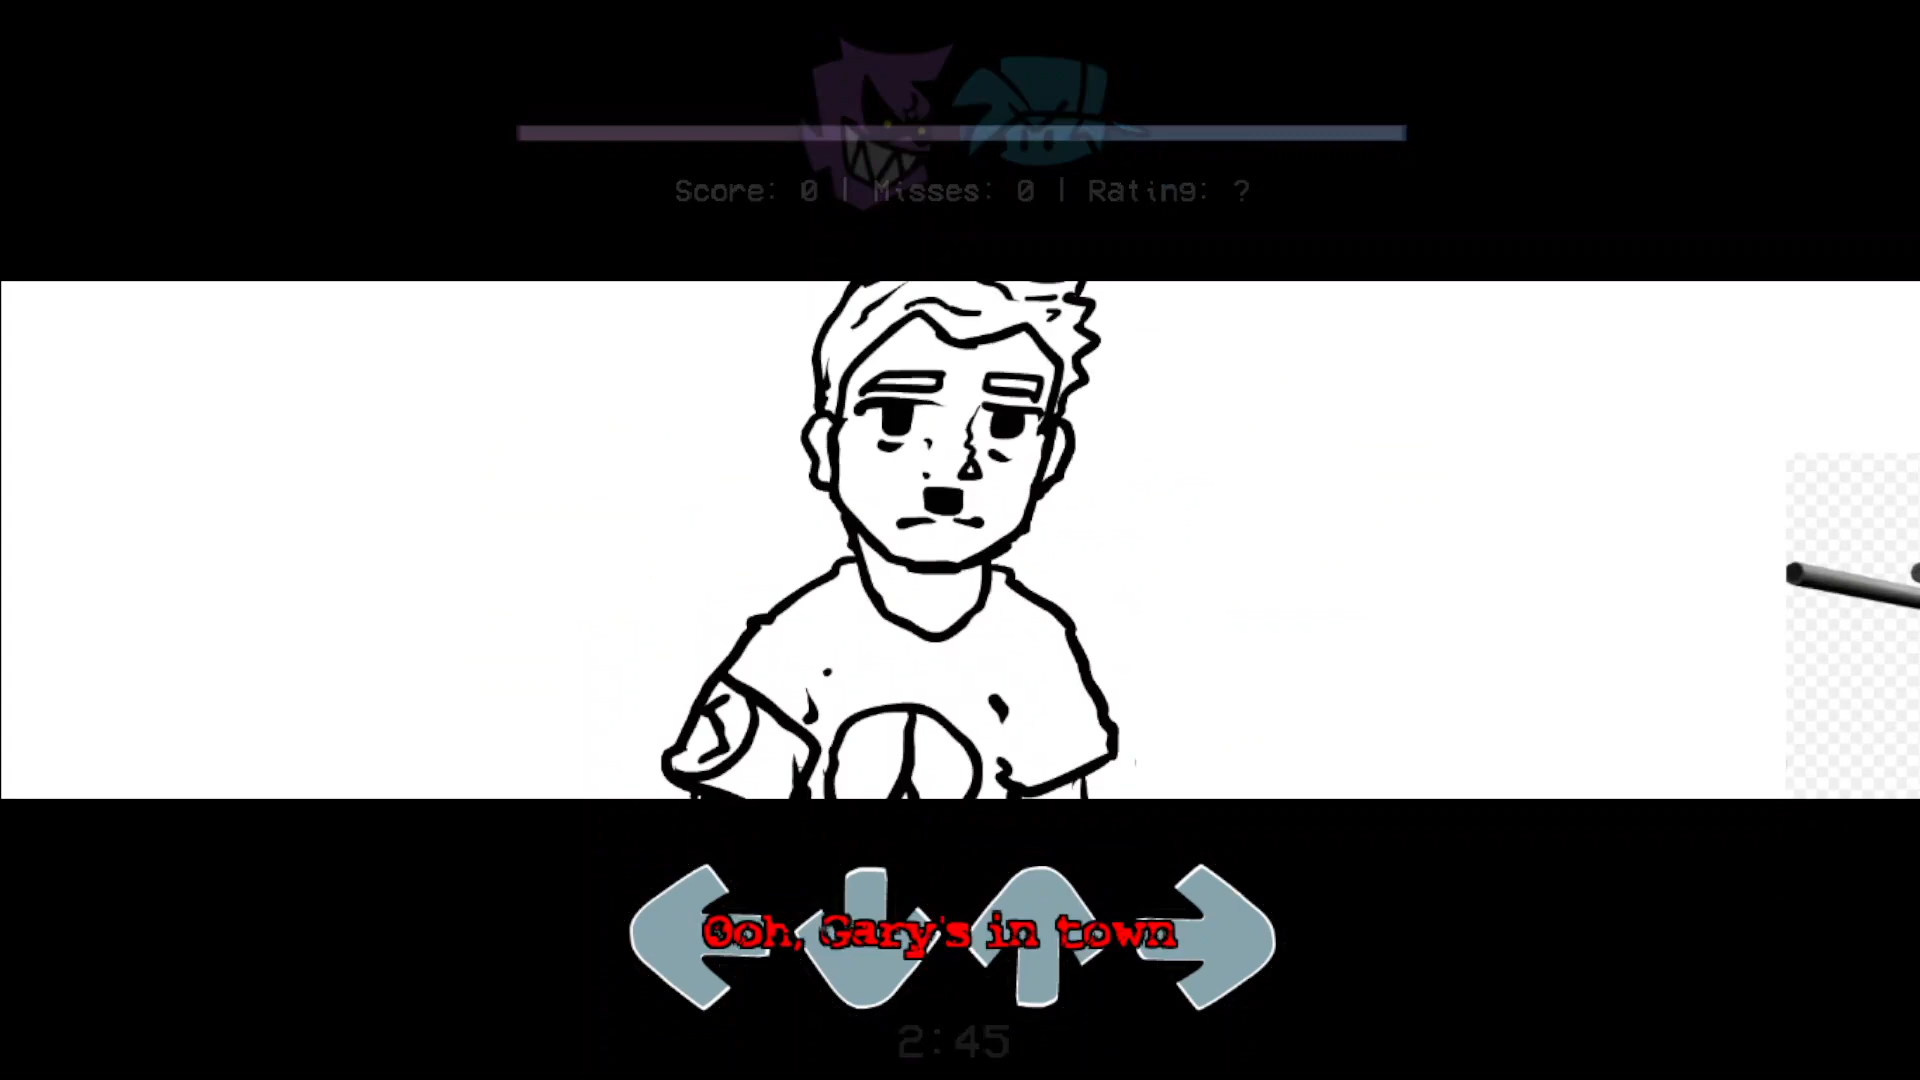 Score: 0 | Misses: 0 | Rating: ?
Ooh, Gary's in town
2:45